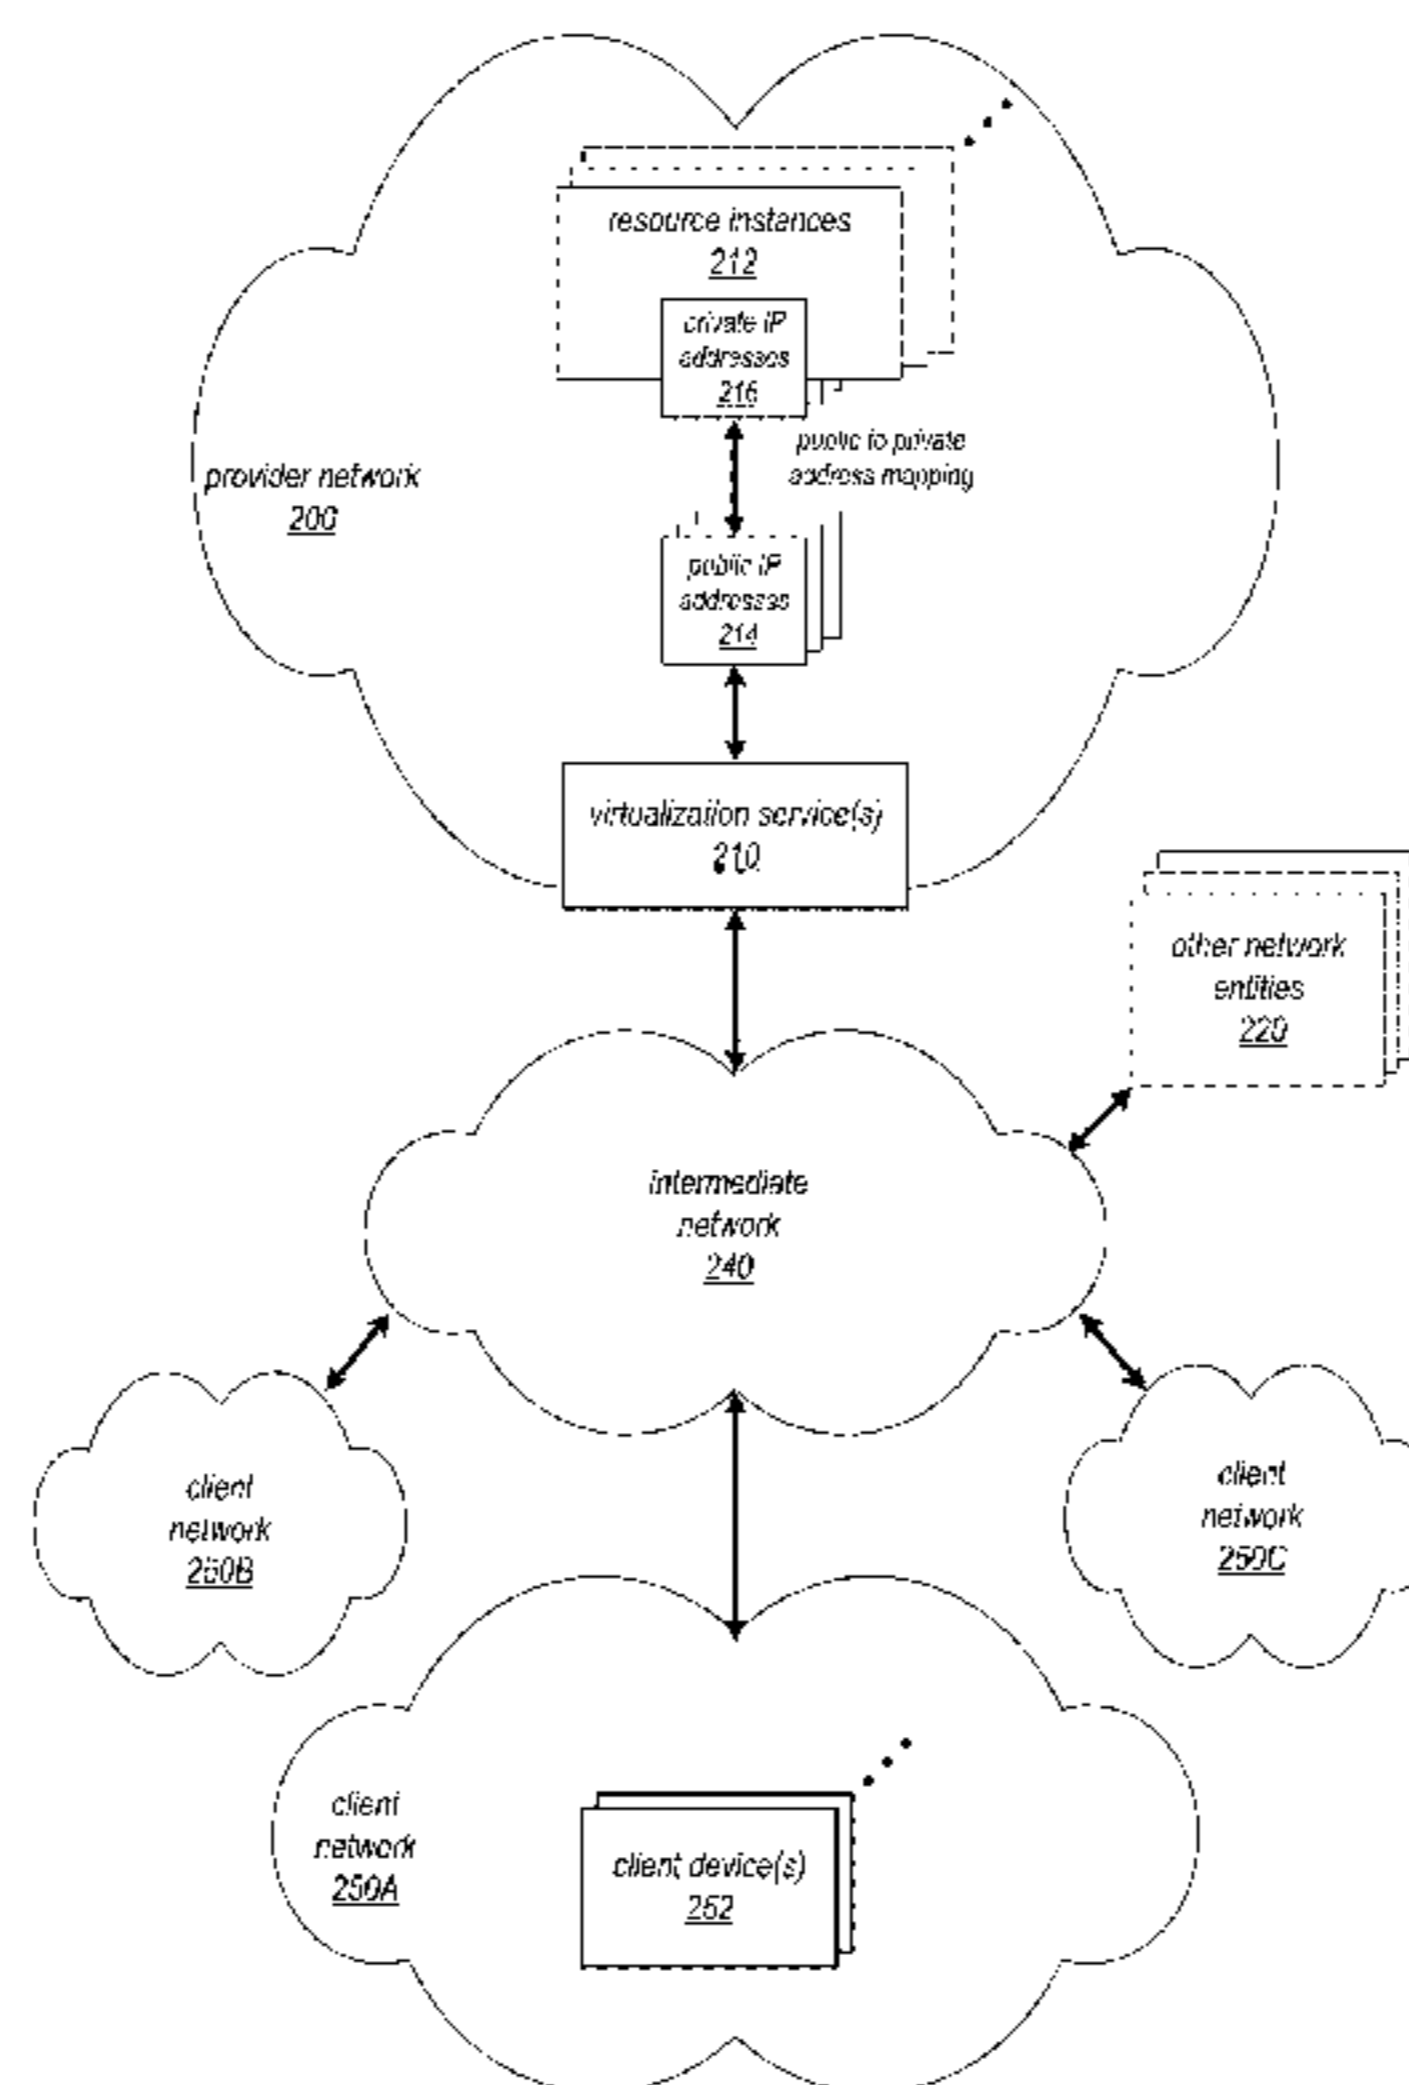 resource instances
212
private IP
addresses
216
public to private
address mapping
provider network
200
public IP
addresses
214
virtualization service(s)
210
other network
entities
220
intermediate
network
240
client
network
250B
client
network
250C
client
network
250A
client device(s)
252